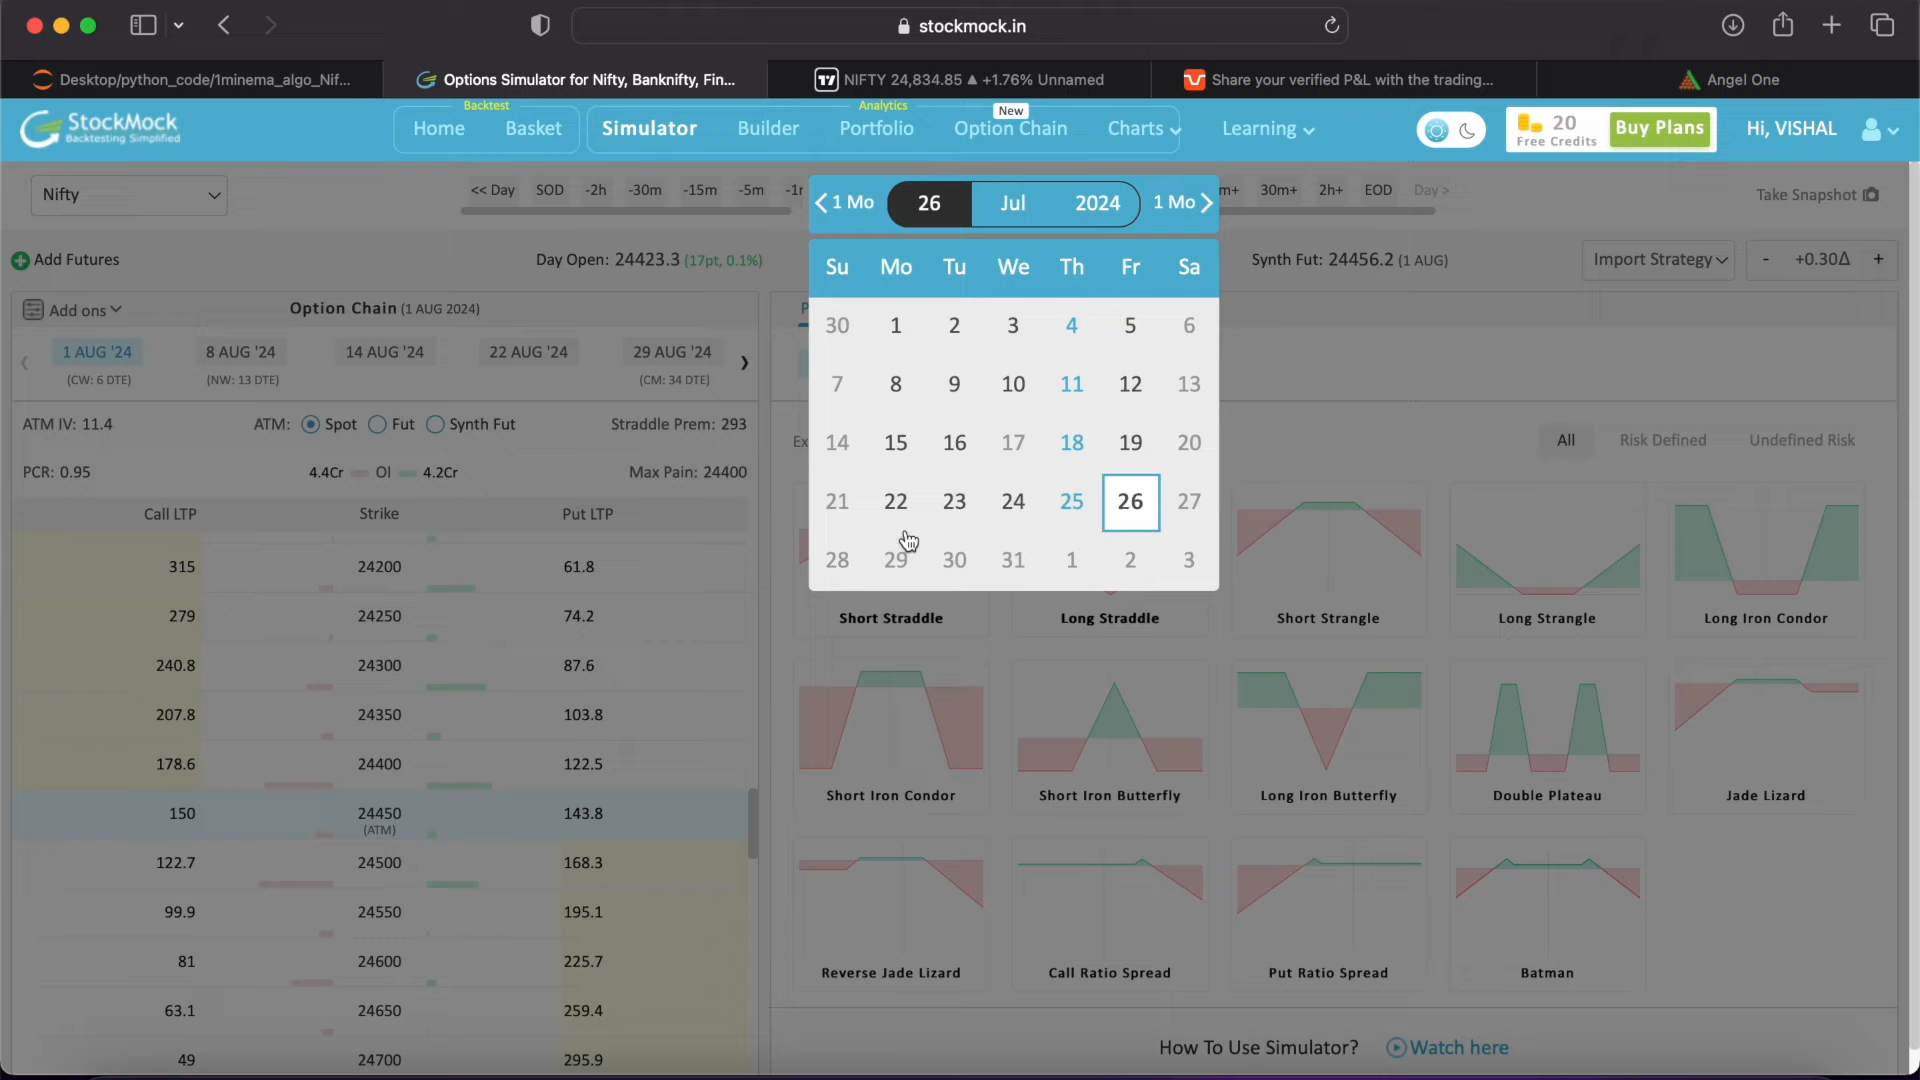 stockmock.in
Desktop/python_code/1minema_algo_Nif...
Options Simulator for Nifty, Banknifty, Fin...
NIFTY 24,834.85 ▲ +1.76% Unnamed
Share your verified P&L with the trading...
Angel One
StockMock
Backtesting Simplified
Backtest
Home
Basket
Simulator
Builder
Analytics
Portfolio
New
Option Chain
Charts
Learning
20
Free Credits
Buy Plans
Hi, VISHAL
Nifty
<< Day SOD -2h -30m -15m -5m
30m+ 2h+ EOD Day >
Take Snapshot
1 Mo 26 Jul 2024 1 Mo
Su Mo Tu We Th Fr Sa
30 1 2 3 4 5 6
7 8 9 10 11 12 13
14 15 16 17 18 19 20
21 22 23 24 25 26 27
28 29 30 31 1 2 3
Add Futures
Day Open: 24423.3 (17pt, 0.1%)
Synth Fut: 24456.2 (1 AUG)
Import Strategy
- +0.30Δ +
Add ons
Option Chain (1 AUG 2024)
1 AUG '24 8 AUG '24 14 AUG '24 22 AUG '24 29 AUG '24
(CW: 6 DTE) (NW: 13 DTE) (CM: 34 DTE)
ATM IV: 11.4 ATM: Spot Fut Synth Fut Straddle Prem: 293
PCR: 0.95 4.4Cr OI 4.2Cr Max Pain: 24400
Call LTP Strike Put LTP
315 24200 61.8
279 24250 74.2
240.8 24300 87.6
207.8 24350 103.8
178.6 24400 122.5
150 24450 143.8
(ATM)
122.7 24500 168.3
99.9 24550 195.1
81 24600 225.7
63.1 24650 259.4
49 24700 295.9
All Risk Defined Undefined Risk
Short Straddle Long Straddle Short Strangle Long Strangle Long Iron Condor
Short Iron Condor Short Iron Butterfly Long Iron Butterfly Double Plateau Jade Lizard
Reverse Jade Lizard Call Ratio Spread Put Ratio Spread Batman
How To Use Simulator? Watch here